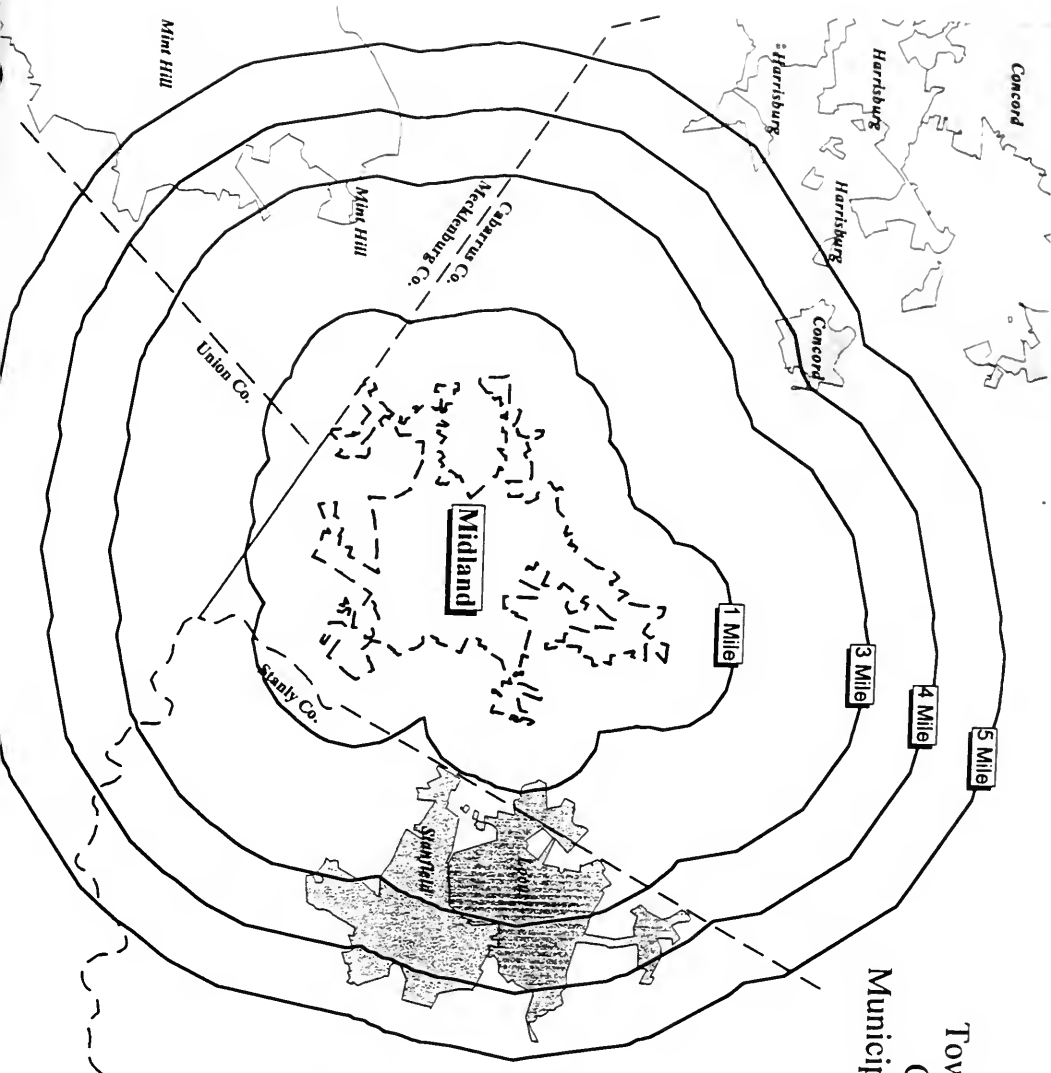 Concord
5 Mile
Tow
4 Mile
Municip
Harrisburg
3 Mile
Harrisburg
Concord
Harrisburg
1 Mile
Cabarrus Co.
Mecklenburg Co.
Midland
Stanfield
Mint Hill
Stanly Co.
Union Co.
Mint Hill